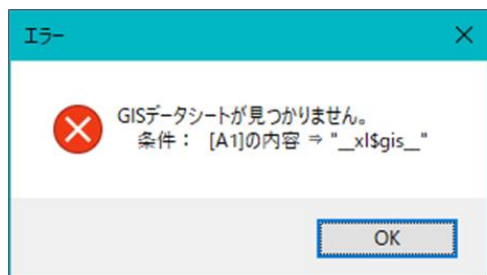 エラー
GISデータシートが見つかりません。
条件： [A1]の内容 ⇒ "__xl$gis__"
OK